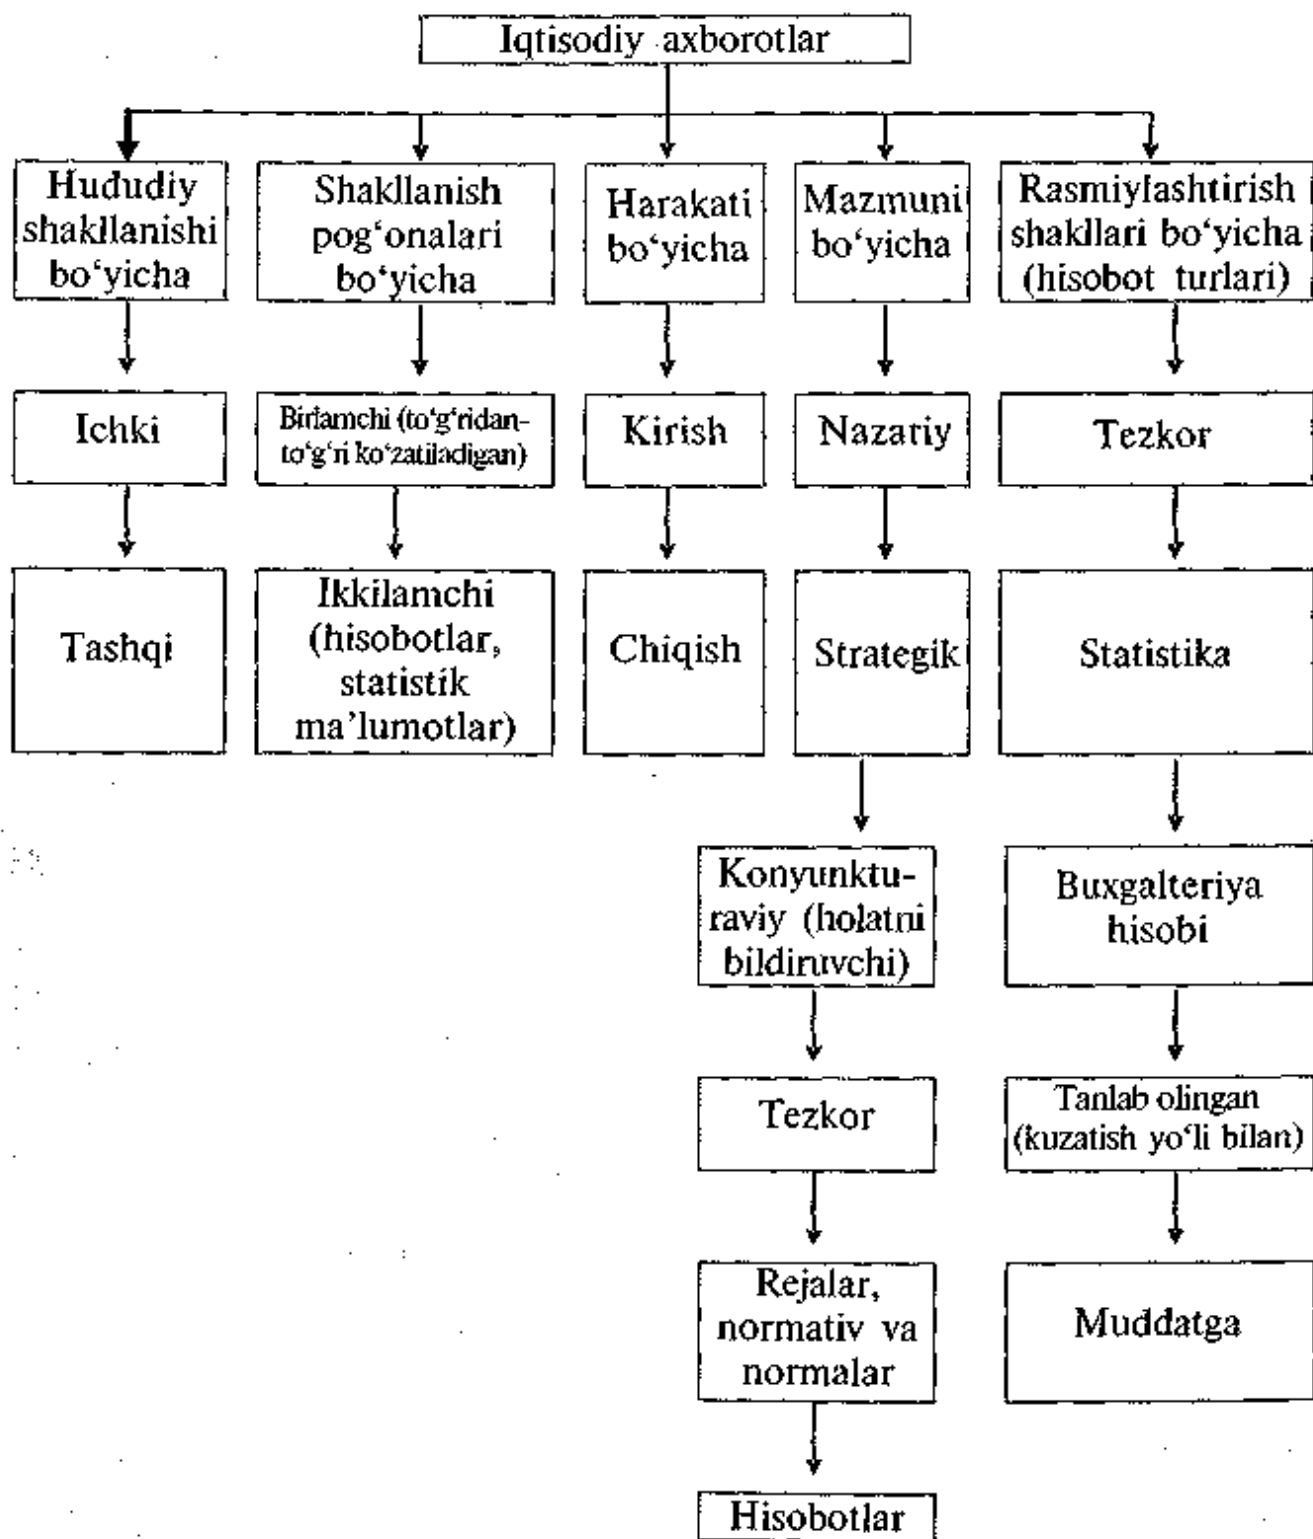 Iqtisodiy axborotlar
Hududiy
shakllanishi
bo‘yicha
Shakllanish
pog‘onalari
bo‘yicha
Harakati
bo‘yicha
Mazmuni
bo‘yicha
Rasmiylashtirish
shakllari bo‘yicha
(hisobot turlari)
Ichki
Birlamchi (to‘g‘ridan-
to‘g‘ri ko‘zatiladigan)
Kirish
Nazariy
Tezkor
Tashqi
Ikkilamchi
(hisobotlar,
statistik
ma’lumotlar)
Chiqish
Strategik
Statistika
Konyunktu-
raviy (holatni
bildiruvchi)
Buxgalteriya
hisobi
Tezkor
Tanlab olingan
(kuzatish yo‘li bilan)
Rejalar,
normativ va
normalar
Muddatga
Hisobotlar